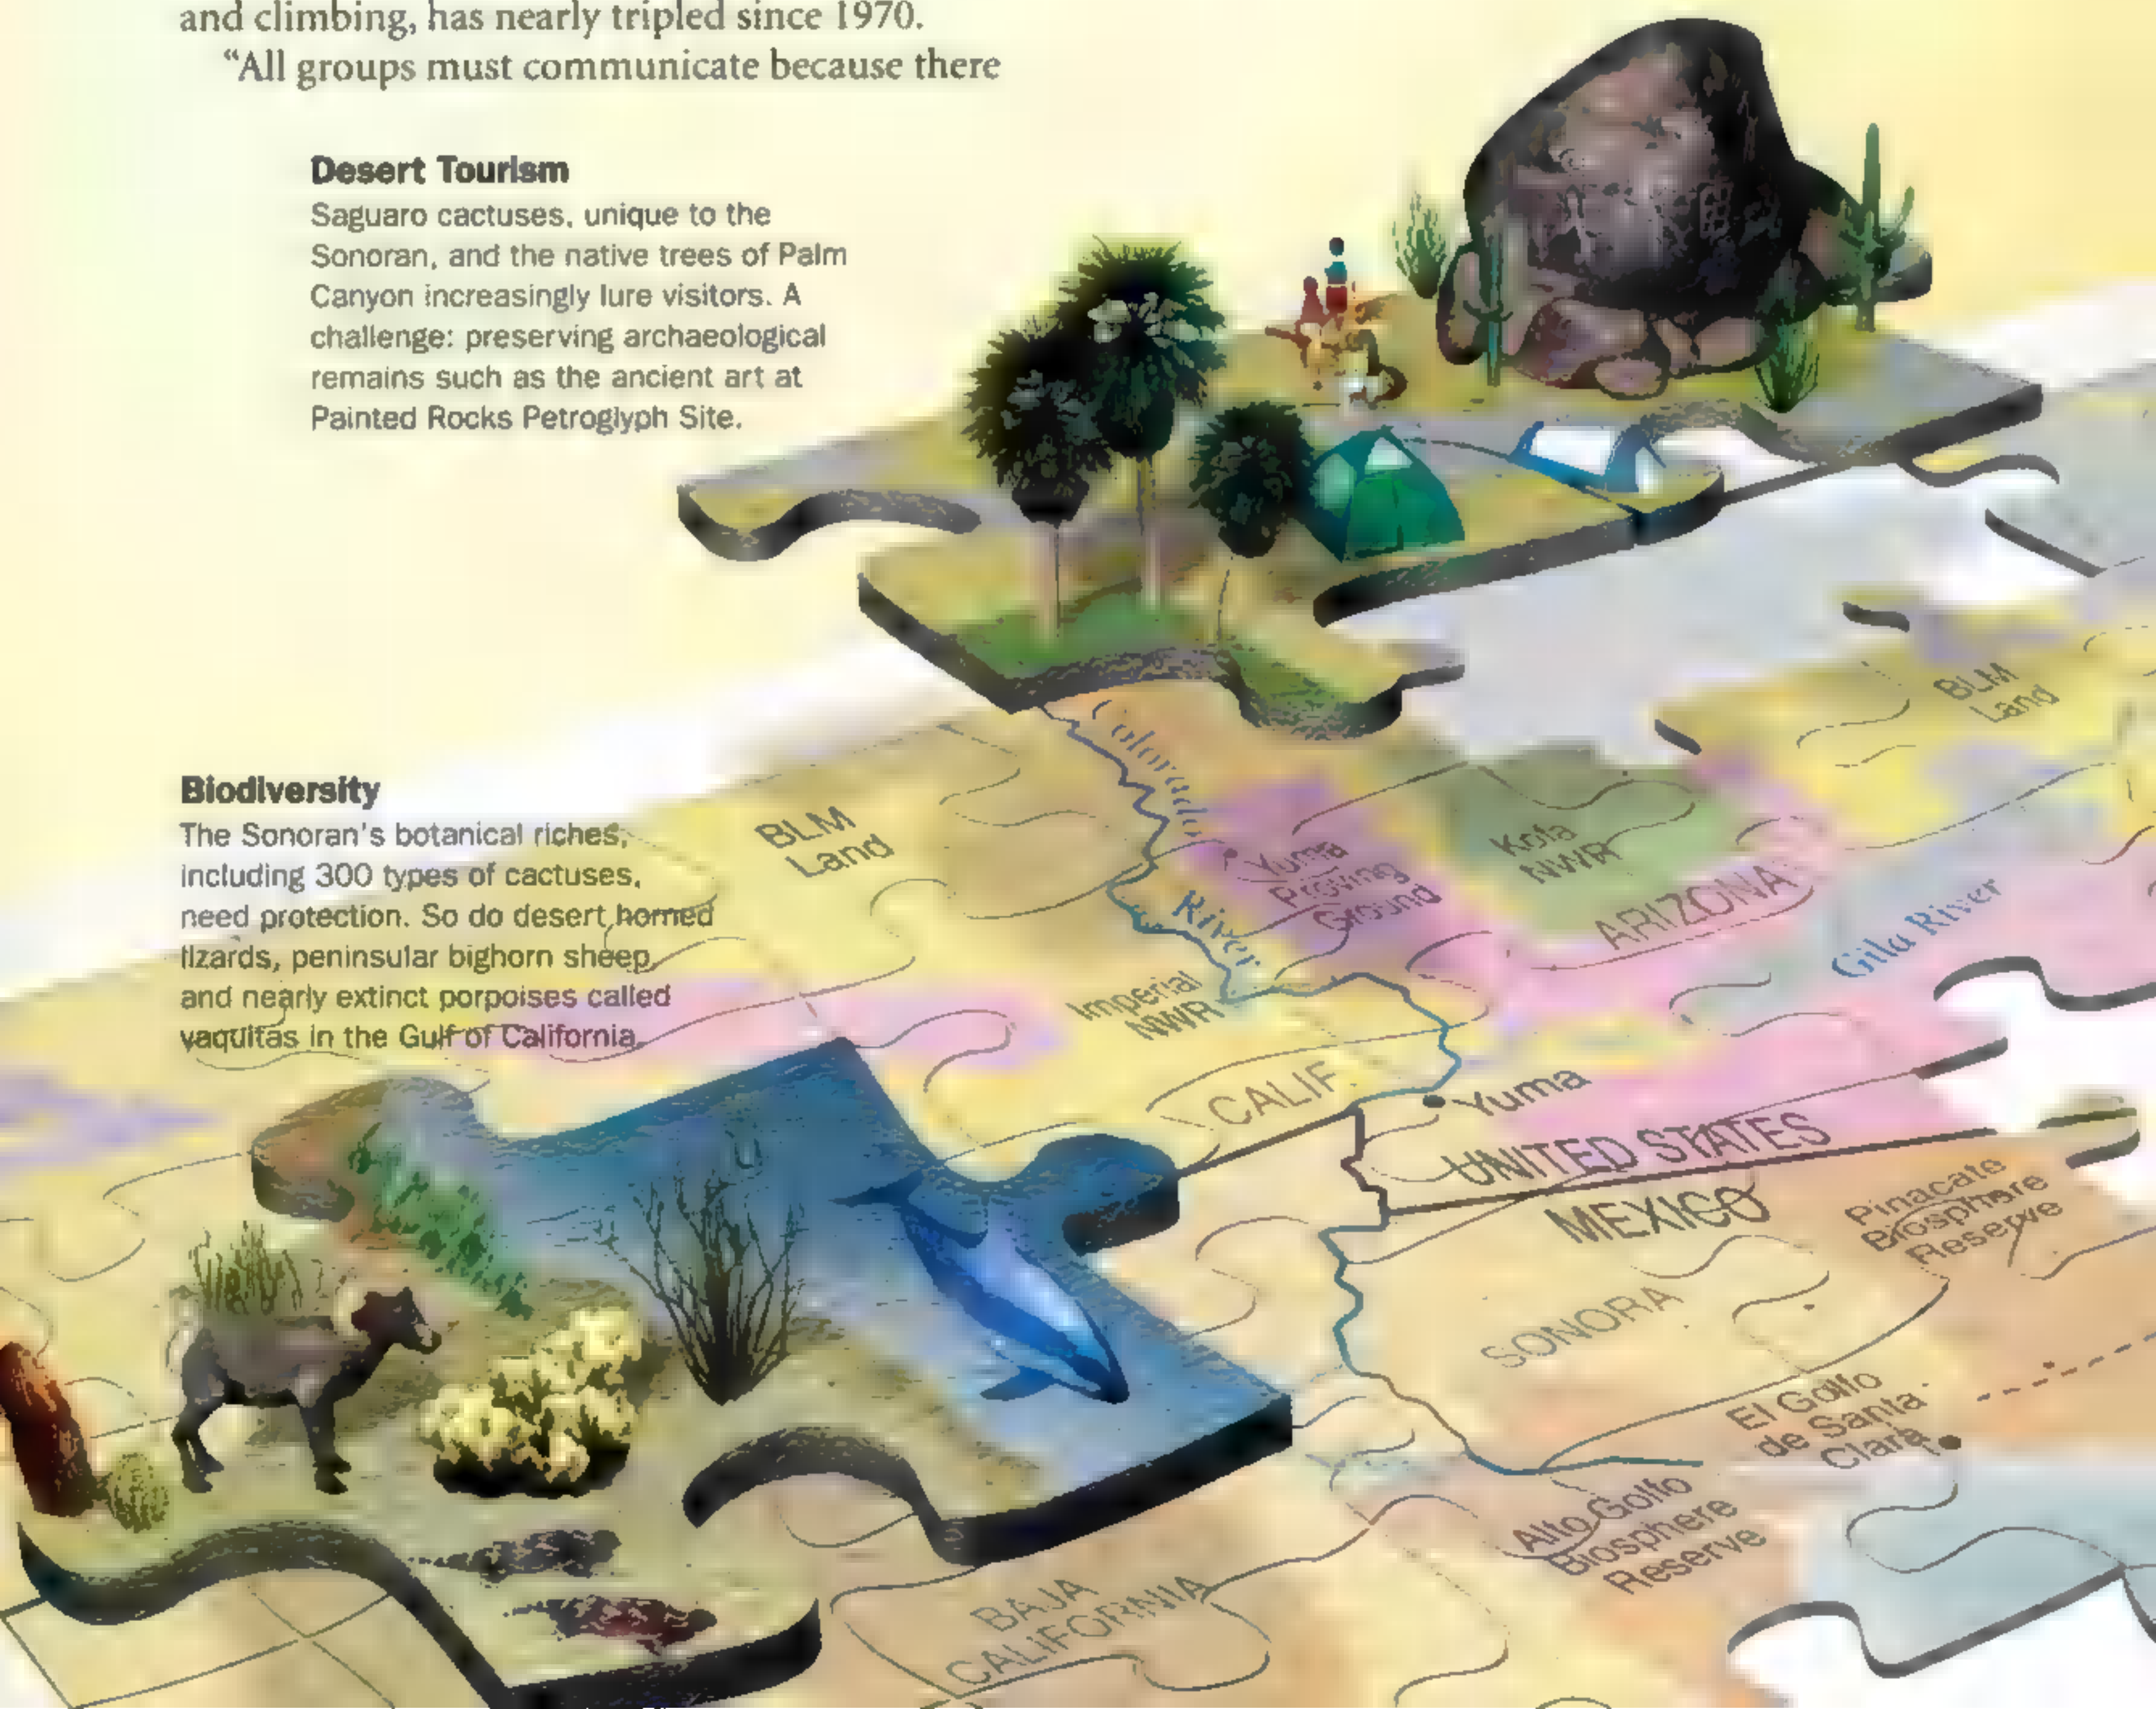 and climbing, has nearly tripled since 1970.
“All groups must communicate because there
Desert Tourism
Saguaro cactuses, unique to the
Sonoran, and the native trees of Palm
Canyon increasingly lure visitors. A
challenge: preserving archaeological
remains such as the ancient art at
Painted Rocks Petroglyph Site.
Biodiversity
The Sonoran’s botanical riches,
including 300 types of cactuses,
need protection. So do desert horned
lizards, peninsular bighorn sheep,
and nearly extinct porpoises called
vaquitas in the Gulf of California.
BLM
Land
Colorado
River
BLM
Land
Yuma
Proving
Ground
Kofa
NWR
ARIZONA
Gila River
Imperial
NWR
CALIF.
Yuma
UNITED STATES
MEXICO
Pinacate
Biosphere
Reserve
SONORA
El Golfo
de Santa
Clara
Alto Golfo
Biosphere
Reserve
BAJA
CALIFORNIA